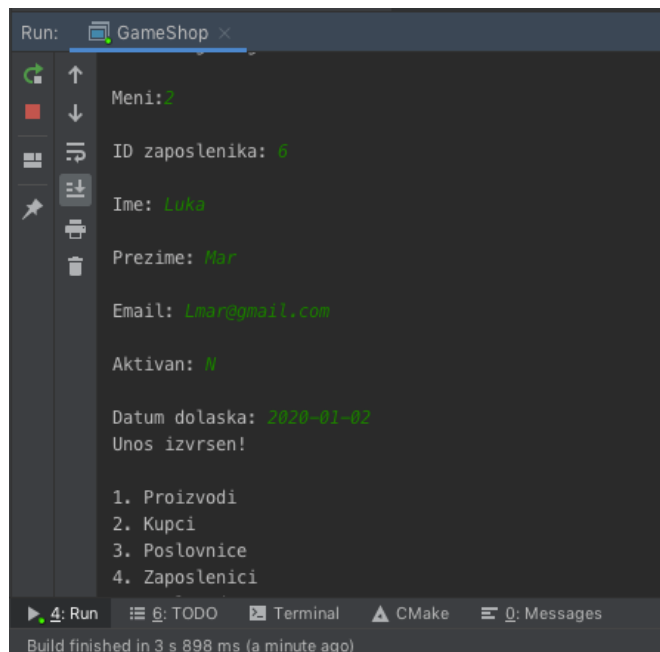 Run: GameShop
Meni:2
ID zaposlenika: 6
Ime: Luka
Prezime: Mar
Email: Lmar@gmail.com
Aktivan: N
Datum dolaska: 2020-01-02
Unos izvrsen!
1. Proizvodi
2. Kupci
3. Poslovnice
4. Zaposlenici
4: Run 6: TODO Terminal CMake 0: Messages
Build finished in 3 s 898 ms (a minute ago)